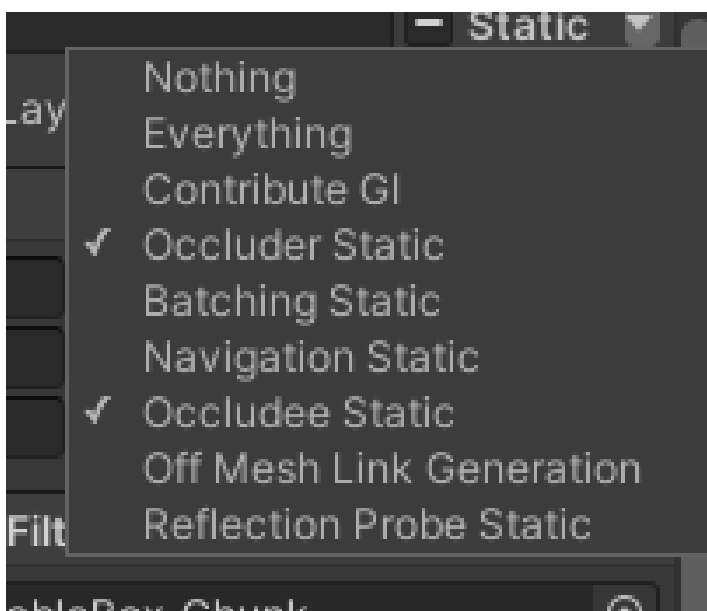 Static
Lay
Nothing
Everything
Contribute GI
Occluder Static
Batching Static
Navigation Static
Occludee Static
Off Mesh Link Generation
Reflection Probe Static
Filt
ableBox_Chunk